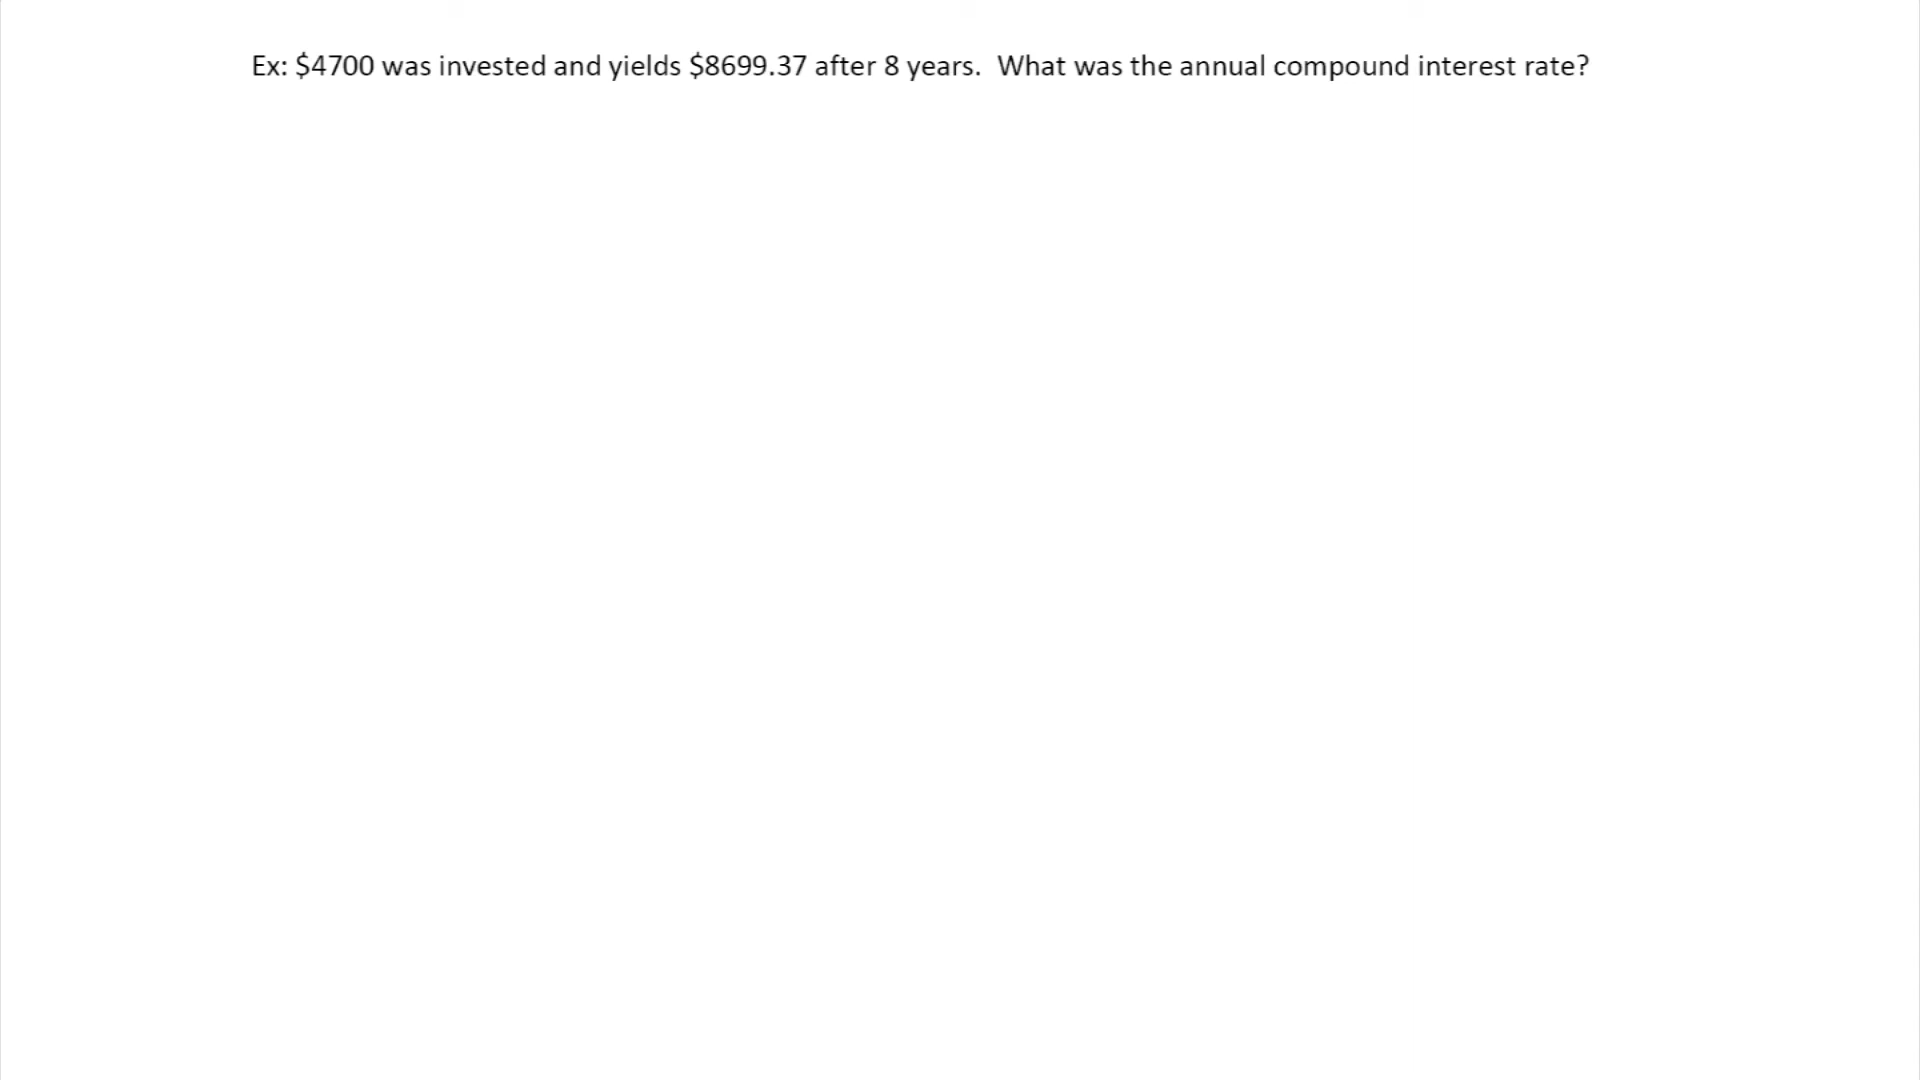 Ex: $4700 was invested and yields $8699.37 after 8 years.  What was the annual compound interest rate?